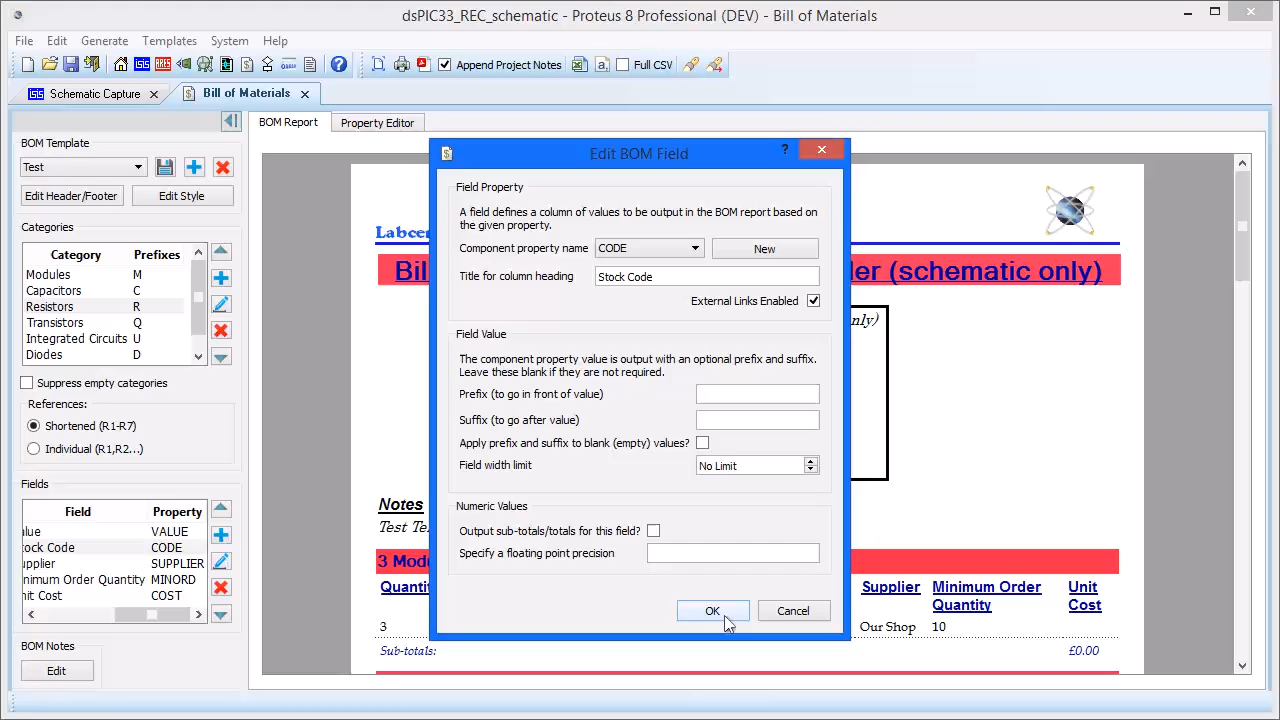 dsPIC33_REC_schematic - Proteus 8 Professional (DEV) - Bill of Materials
File Edit Generate Templates System Help
Append Project Notes Full CSV
Schematic Capture Bill of Materials
BOM Template
Test
Edit Header/Footer Edit Style
Categories
Category Prefixes
Modules M
Capacitors C
Resistors R
Transistors Q
Integrated Circuits U
Diodes D
Suppress empty categories
References:
Shortened (R1-R7)
Individual (R1,R2...)
Fields
Field Property
alue VALUE
tock Code CODE
upplier SUPPLIER
inimum Order Quantity MINORD
nit Cost COST
BOM Notes
Edit
BOM Report Property Editor
Labcen
Bil
der (schematic only)
nly)
Notes
Test Te
3 Modu
Quantit
Supplier Minimum Order Quantity Unit Cost
3 Our Shop 10
Sub-totals: £0.00
Edit BOM Field
Field Property
A field defines a column of values to be output in the BOM report based on
the given property.
Component property name CODE New
Title for column heading Stock Code
External Links Enabled
Field Value
The component property value is output with an optional prefix and suffix.
Leave these blank if they are not required.
Prefix (to go in front of value)
Suffix (to go after value)
Apply prefix and suffix to blank (empty) values?
Field width limit No Limit
Numeric Values
Output sub-totals/totals for this field?
Specify a floating point precision
OK Cancel